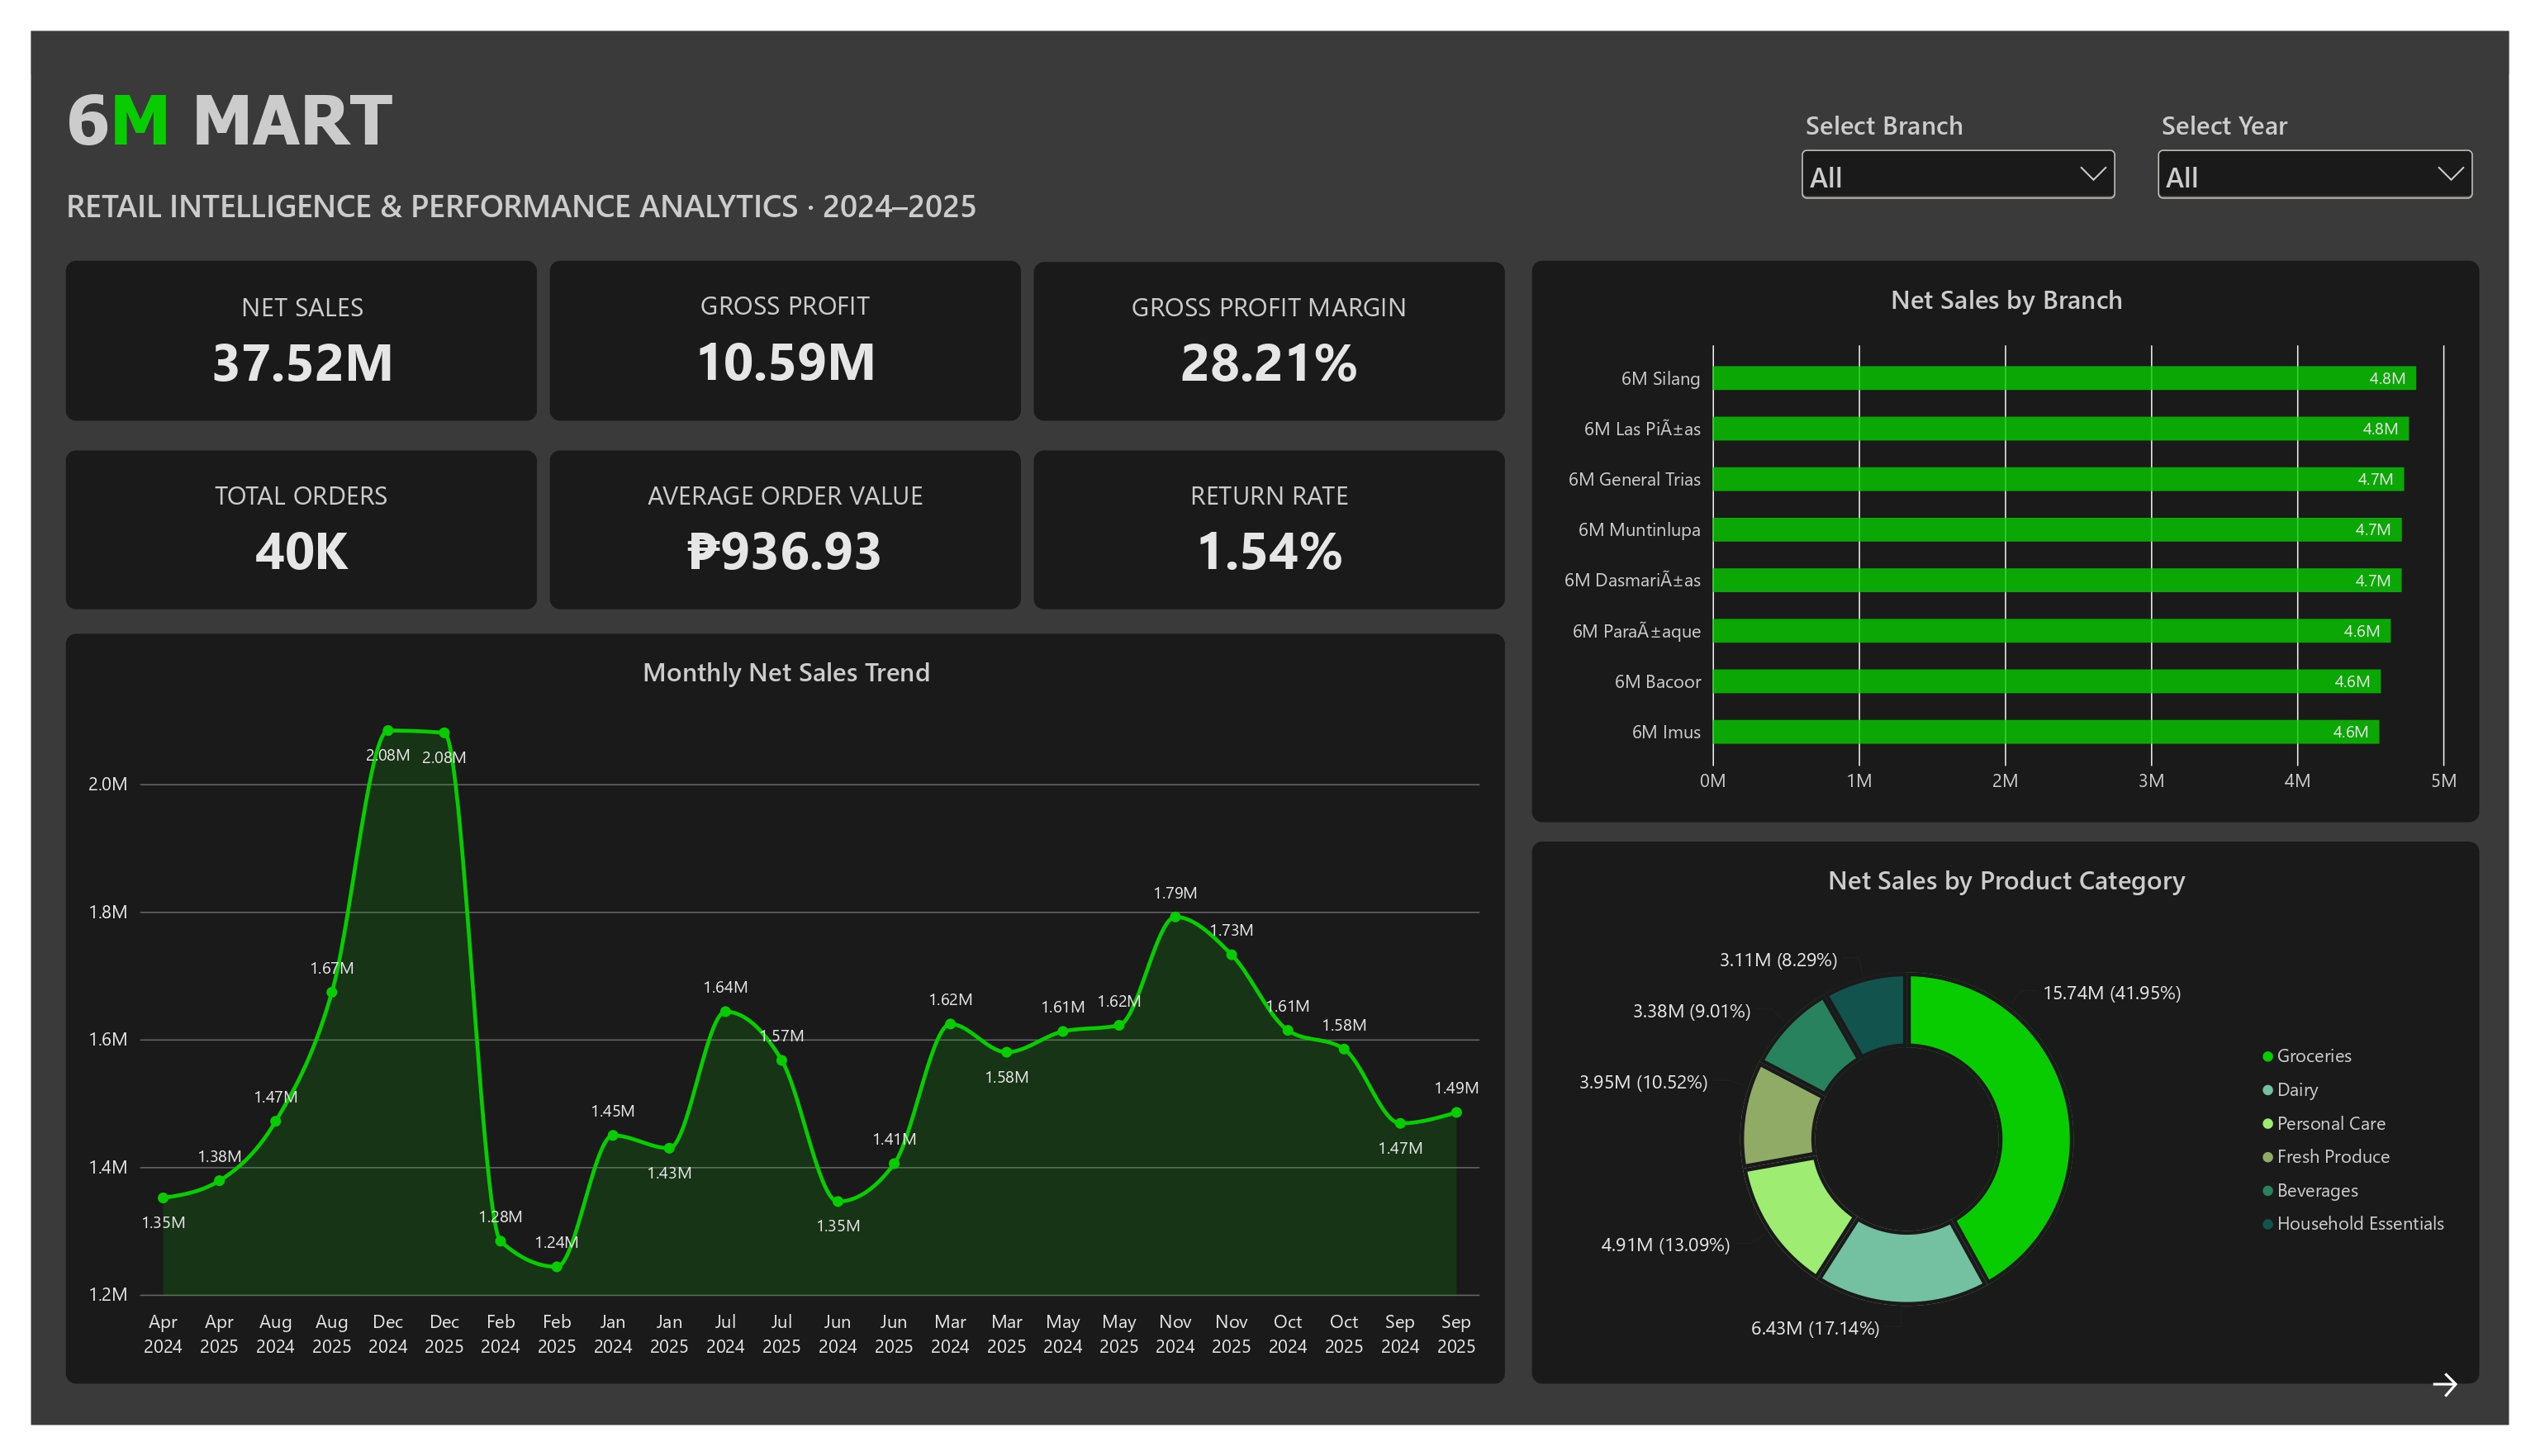 6M MART
RETAIL INTELLIGENCE & PERFORMANCE ANALYTICS · 2024–2025
Select Branch
All
Select Year
All
NET SALES
37.52M
GROSS PROFIT
10.59M
GROSS PROFIT MARGIN
28.21%
TOTAL ORDERS
40K
AVERAGE ORDER VALUE
₱936.93
RETURN RATE
1.54%
Monthly Net Sales Trend
2.0M
1.8M
1.6M
1.4M
1.2M
1.35M
1.38M
1.47M
1.67M
2.08M
2.08M
1.28M
1.24M
1.45M
1.43M
1.64M
1.57M
1.35M
1.41M
1.62M
1.58M
1.61M
1.62M
1.79M
1.73M
1.61M
1.58M
1.47M
1.49M
Apr 2024
Apr 2025
Aug 2024
Aug 2025
Dec 2024
Dec 2025
Feb 2024
Feb 2025
Jan 2024
Jan 2025
Jul 2024
Jul 2025
Jun 2024
Jun 2025
Mar 2024
Mar 2025
May 2024
May 2025
Nov 2024
Nov 2025
Oct 2024
Oct 2025
Sep 2024
Sep 2025
Net Sales by Branch
6M Silang 4.8M
6M Las PiÃ±as 4.8M
6M General Trias 4.7M
6M Muntinlupa 4.7M
6M DasmariÃ±as 4.7M
6M ParaÃ±aque 4.6M
6M Bacoor 4.6M
6M Imus 4.6M
0M 1M 2M 3M 4M 5M
Net Sales by Product Category
3.11M (8.29%)
15.74M (41.95%)
3.38M (9.01%)
3.95M (10.52%)
4.91M (13.09%)
6.43M (17.14%)
Groceries
Dairy
Personal Care
Fresh Produce
Beverages
Household Essentials